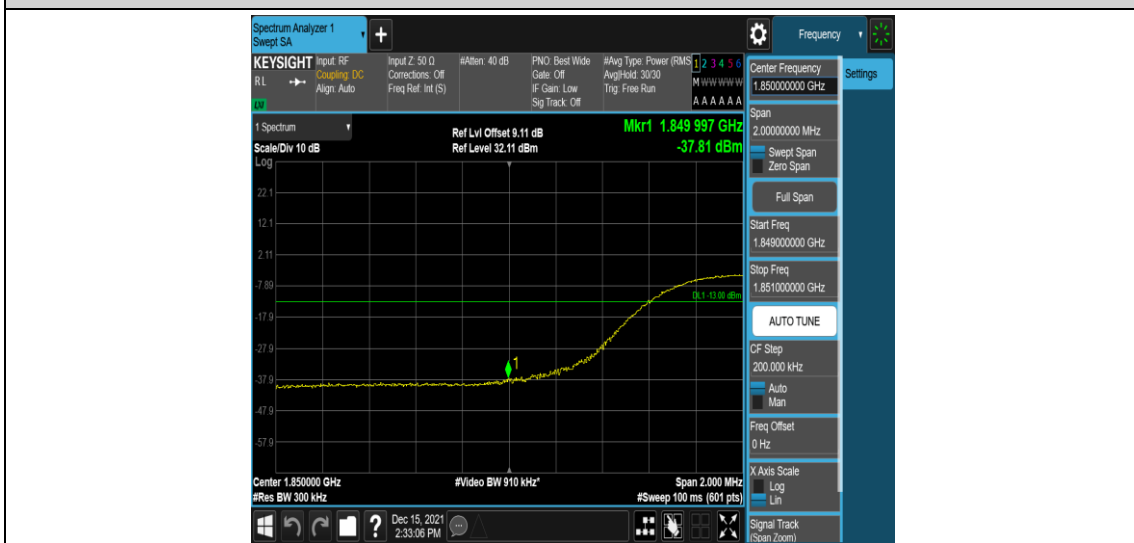 Spectrum Analyzer 1
Swept SA
+
Frequency
KEYSIGHT
RL
LXI
Input: RF
Coupling: DC
Align: Auto
Input Z: 50 Ω
Corrections: Off
Freq Ref: Int (S)
#Atten: 40 dB
PNO: Best Wide
Gate: Off
IF Gain: Low
Sig Track: Off
#Avg Type: Power (RMS
Avg|Hold: 30/30
Trig: Free Run
1 2 3 4 5 6
M W W W W W
A A A A A A
Center Frequency
1.850000000 GHz
Settings
Span
2.00000000 MHz
Swept Span
Zero Span
Full Span
Start Freq
1.849000000 GHz
Stop Freq
1.851000000 GHz
AUTO TUNE
CF Step
200.000 kHz
Auto
Man
Freq Offset
0 Hz
X Axis Scale
Log
Lin
Signal Track
(Span Zoom)
1 Spectrum
Scale/Div 10 dB
Log
Ref Lvl Offset 9.11 dB
Ref Level 32.11 dBm
Mkr1 1.849 997 GHz
-37.81 dBm
22.1
12.1
2.11
-7.89
-17.9
-27.9
-37.9
-47.9
-57.9
DL1 -13.00 dBm
1
Center 1.850000 GHz
#Res BW 300 kHz
#Video BW 910 kHz*
Span 2.000 MHz
#Sweep 100 ms (601 pts)
?
Dec 15, 2021
2:33:06 PM